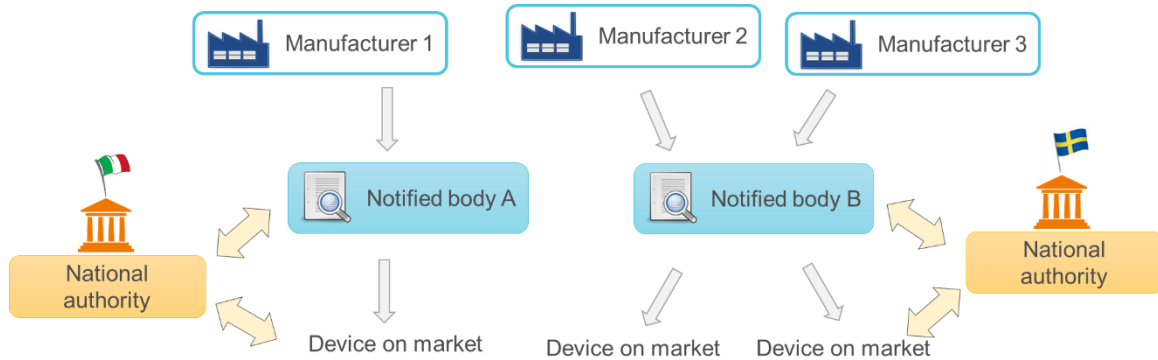 Manufacturer 1
Manufacturer 2
Manufacturer 3
Notified body A
Notified body B
National
authority
National
authority
Device on market
Device on market
Device on market